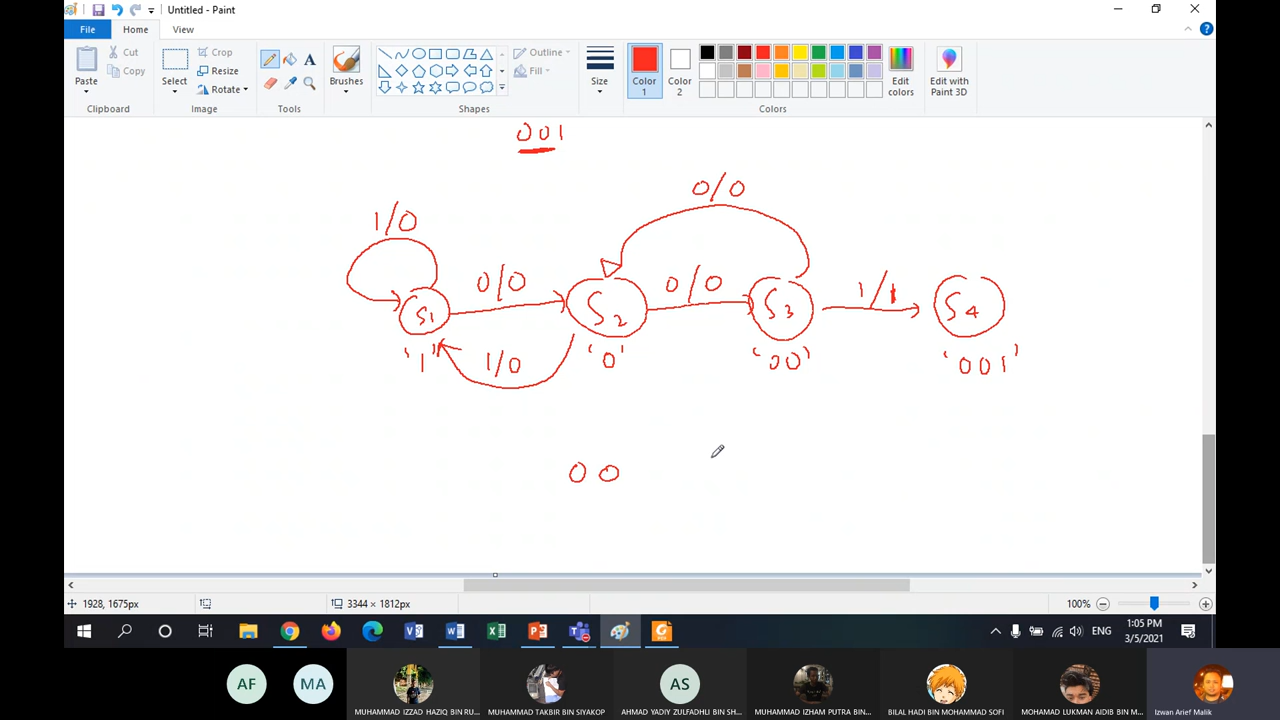 Untitled - Paint
File Home View
Cut
Copy
Paste
Clipboard
Crop
Resize
Rotate
Select
Image
Tools
Brushes
Outline
Fill
Shapes
Size
Color 1
Color 2
Edit colors
Colors
Edit with Paint 3D
001
0/0
1/0
0/0 0/0 1/1
S1 S2 S3 S4
'1' '0' '00' '001'
1/0
00
1928, 1675px 3344 × 1812px 100%
ENG 1:05 PM
3/5/2021
AF MA AS
MUHAMMAD IZZAD HAZIQ BIN RU... MUHAMMAD TAKBIR BIN SIYAKOP AHMAD YADIY ZULFADHLI BIN SH... MUHAMMAD IZHAM PUTRA BIN... BILAL HADI BIN MOHAMMAD SOFI MOHAMAD LUKMAN AIDIB BIN M... Izwan Arief Malik